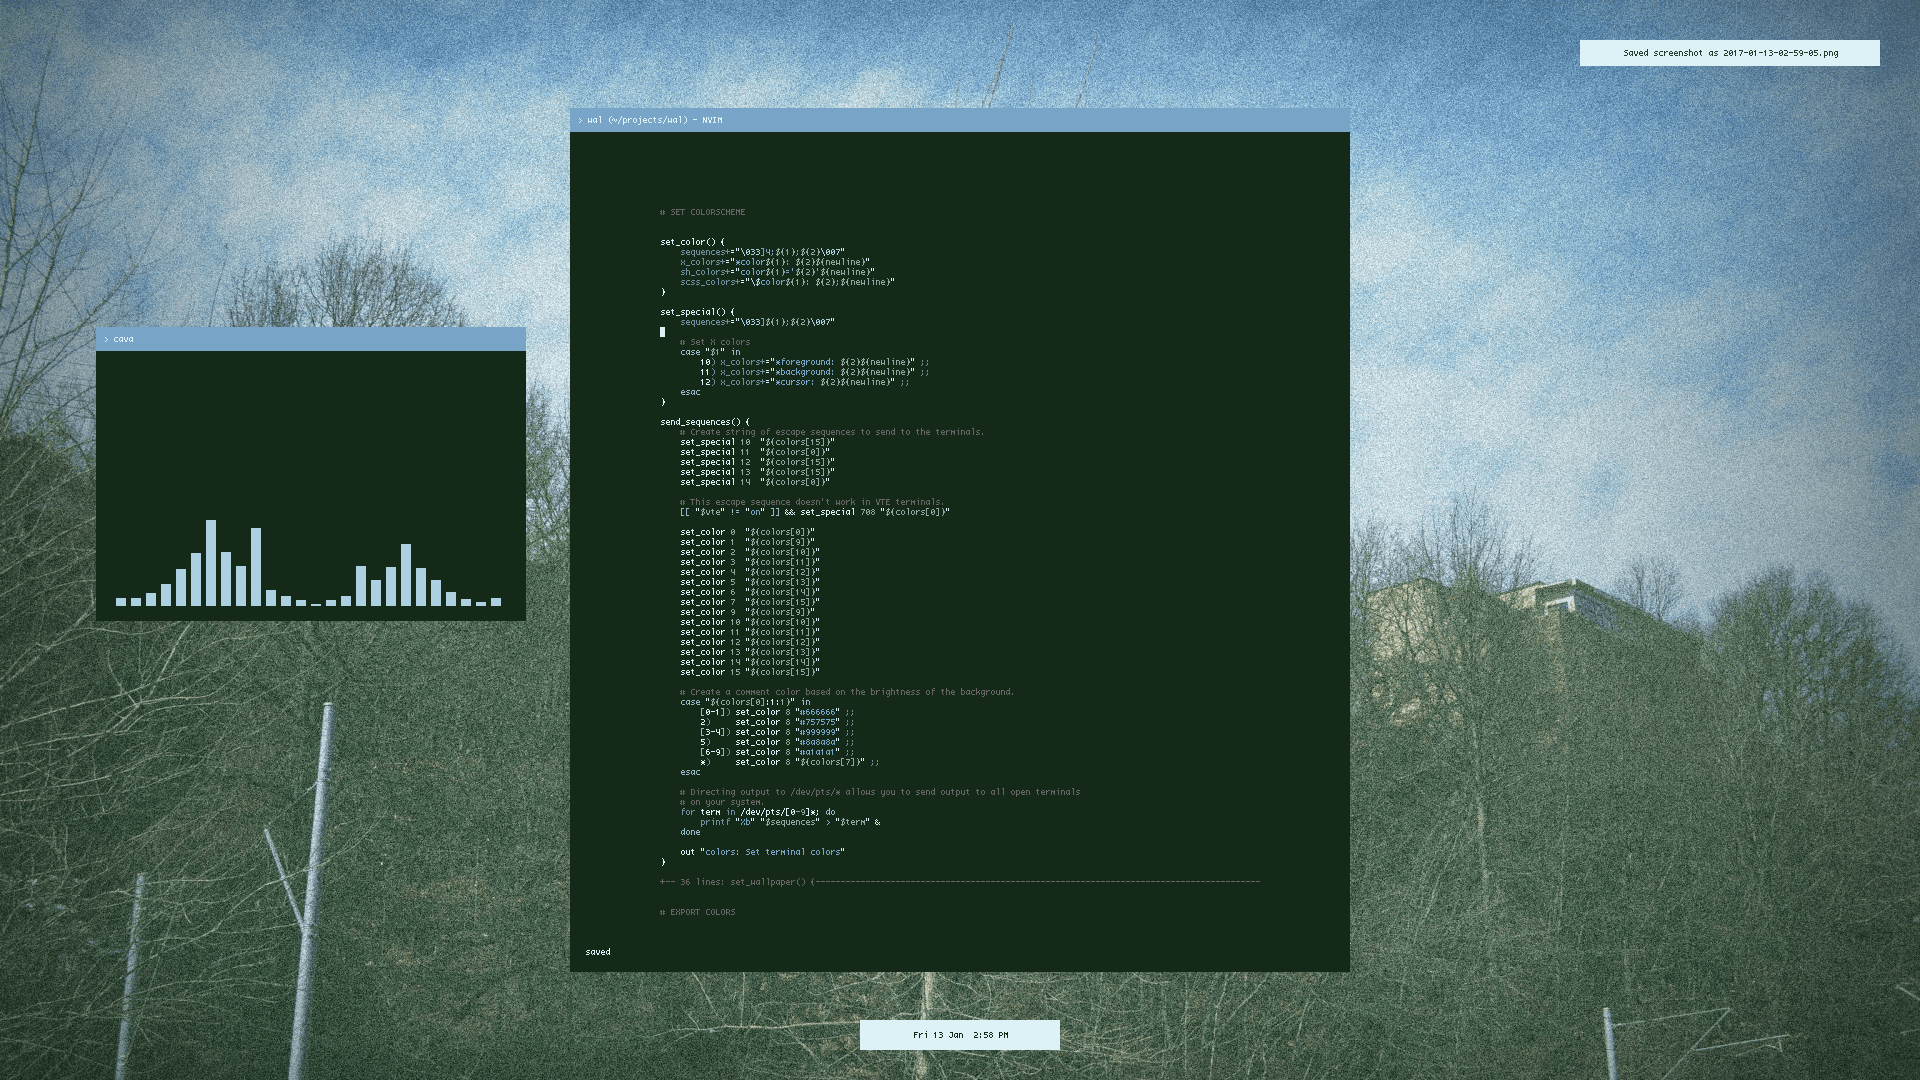 Saved screenshot as 2017-01-13-02-59-05.png
> wal (~/projects/wal) - NVIM
# SET COLORSCHEME
set_color() {
sequences+="\033]4;${1};${2}\007"
x_colors+="*color${1}: ${2}${newline}"
sh_colors+="color${1}='${2}'${newline}"
scss_colors+="\$color${1}: ${2};${newline}"
}
set_special() {
sequences+="\033]${1};${2}\007"
# Set X colors
case "$1" in
10) x_colors+="*foreground: ${2}${newline}" ;;
11) x_colors+="*background: ${2}${newline}" ;;
12) x_colors+="*cursor: ${2}${newline}" ;;
esac
}
send_sequences() {
# Create string of escape sequences to send to the terminals.
set_special 10  "${colors[15]}"
set_special 11  "${colors[0]}"
set_special 12  "${colors[15]}"
set_special 13  "${colors[15]}"
set_special 14  "${colors[0]}"
# This escape sequence doesn't work in VTE terminals.
[[ "$vte" != "on" ]] && set_special 708 "${colors[0]}"
set_color 0  "${colors[0]}"
set_color 1  "${colors[9]}"
set_color 2  "${colors[10]}"
set_color 3  "${colors[11]}"
set_color 4  "${colors[12]}"
set_color 5  "${colors[13]}"
set_color 6  "${colors[14]}"
set_color 7  "${colors[15]}"
set_color 9  "${colors[9]}"
set_color 10 "${colors[10]}"
set_color 11 "${colors[11]}"
set_color 12 "${colors[12]}"
set_color 13 "${colors[13]}"
set_color 14 "${colors[14]}"
set_color 15 "${colors[15]}"
# Create a comment color based on the brightness of the background.
case "${colors[0]:1:1}" in
[0-1]) set_color 8 "#666666" ;;
2)     set_color 8 "#757575" ;;
[3-4]) set_color 8 "#999999" ;;
5)     set_color 8 "#8a8a8a" ;;
[6-9]) set_color 8 "#a1a1a1" ;;
*)     set_color 8 "${colors[7]}" ;;
esac
# Directing output to /dev/pts/* allows you to send output to all open terminals
# on your system.
for term in /dev/pts/[0-9]*; do
printf "%b" "$sequences" > "$term" &
done
out "colors: Set terminal colors"
}
+-- 36 lines: set_wallpaper() {-----------------------------------------------------------------------------------------
# EXPORT COLORS
saved
> cava
Fri 13 Jan  2:58 PM